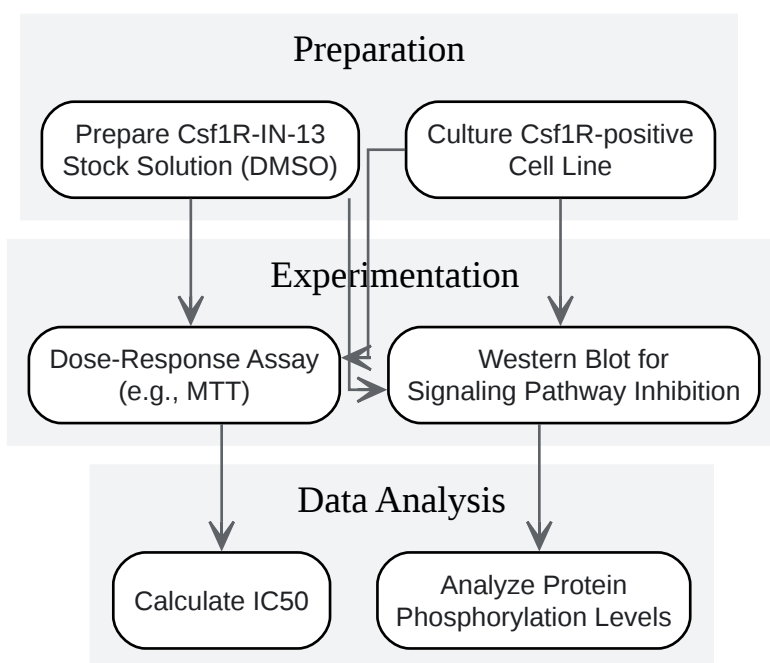 Preparation
Prepare Csf1R-IN-13
Stock Solution (DMSO)
Culture Csf1R-positive
Cell Line
Experimentation
Dose-Response Assay
(e.g., MTT)
Western Blot for
Signaling Pathway Inhibition
Data Analysis
Calculate IC50
Analyze Protein
Phosphorylation Levels